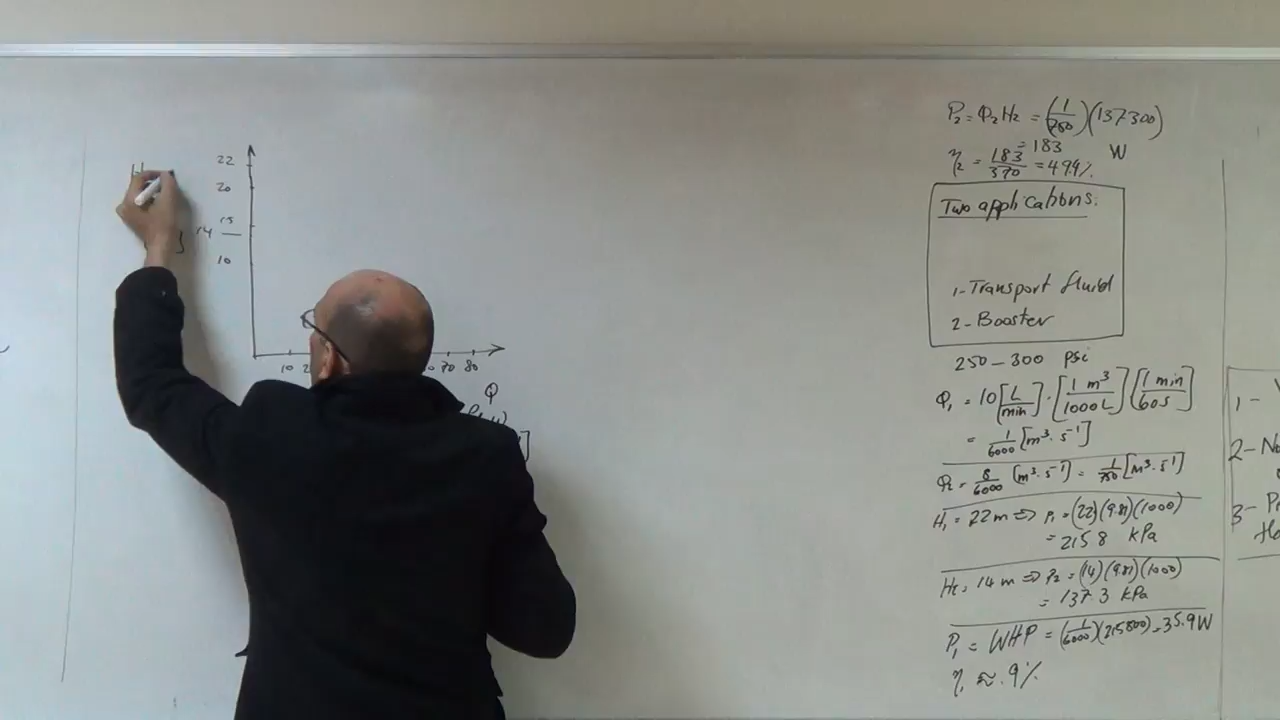 H
22
20
15
14
10
10
70 80
Q
P₂ = Q₂H₂ = (1/750)(137300)
= 183 W
η₂ = 183/370 = 49.4%
Two applications:
1- Transport fluid
2- Booster
250 – 300 psi
Q₁ = 10 [L/min] · [1 m³/1000 L] [1 min/60 s]
= 1/6000 [m³·s⁻¹]
Q₂ = 8/6000 [m³·s⁻¹] = 1/750 [m³·s⁻¹]
H₁ = 22 m ⇒ P₁ = (22)(9.81)(1000)
= 215.8 kPa
H₂ = 14 m ⇒ P₂ = (14)(9.81)(1000)
= 137.3 kPa
P₁ = WHP = (1/6000)(215800) = 35.9 W
η₁ ≈ 9%
1-
2-
3-